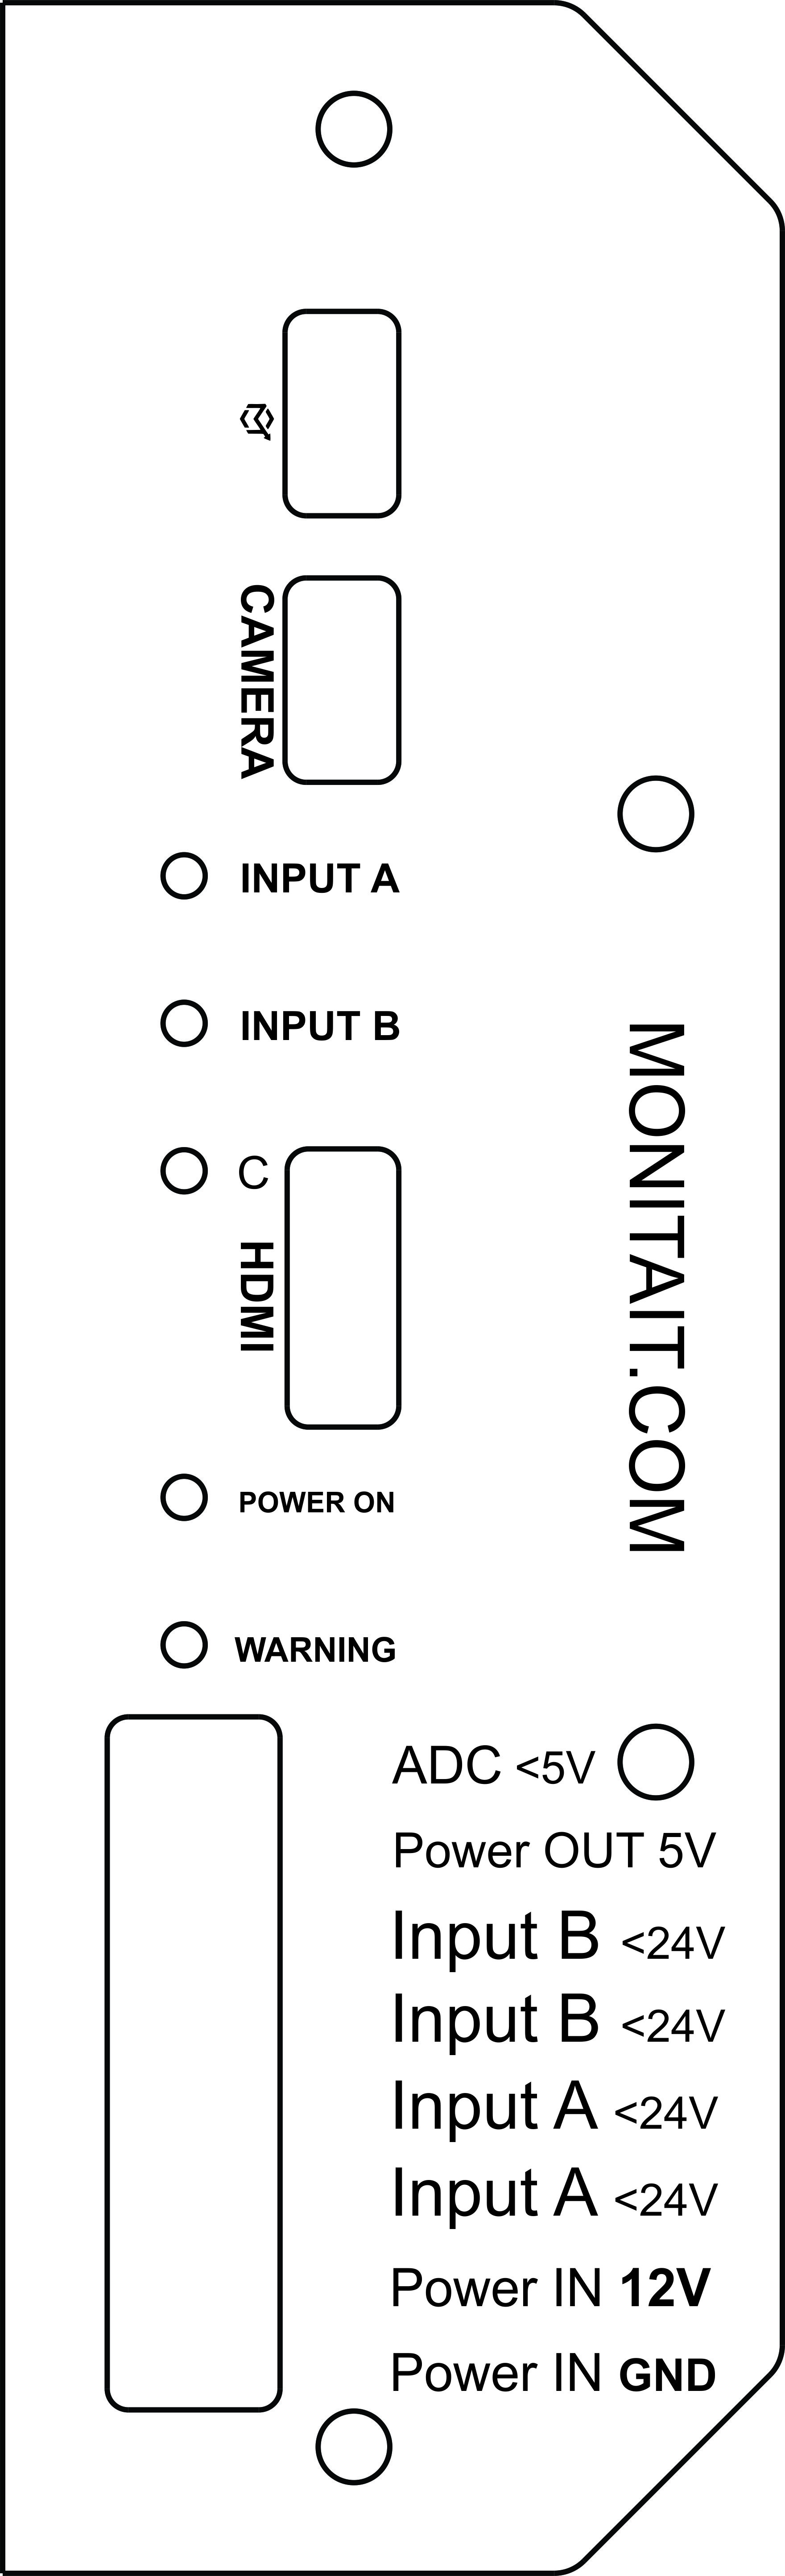 CAMERA
INPUT A
INPUT B
C
HDMI
MONITAIT.COM
POWER ON
WARNING
ADC <5V
Power OUT 5V
Input B <24V
Input B <24V
Input A <24V
Input A <24V
Power IN 12V
Power IN GND